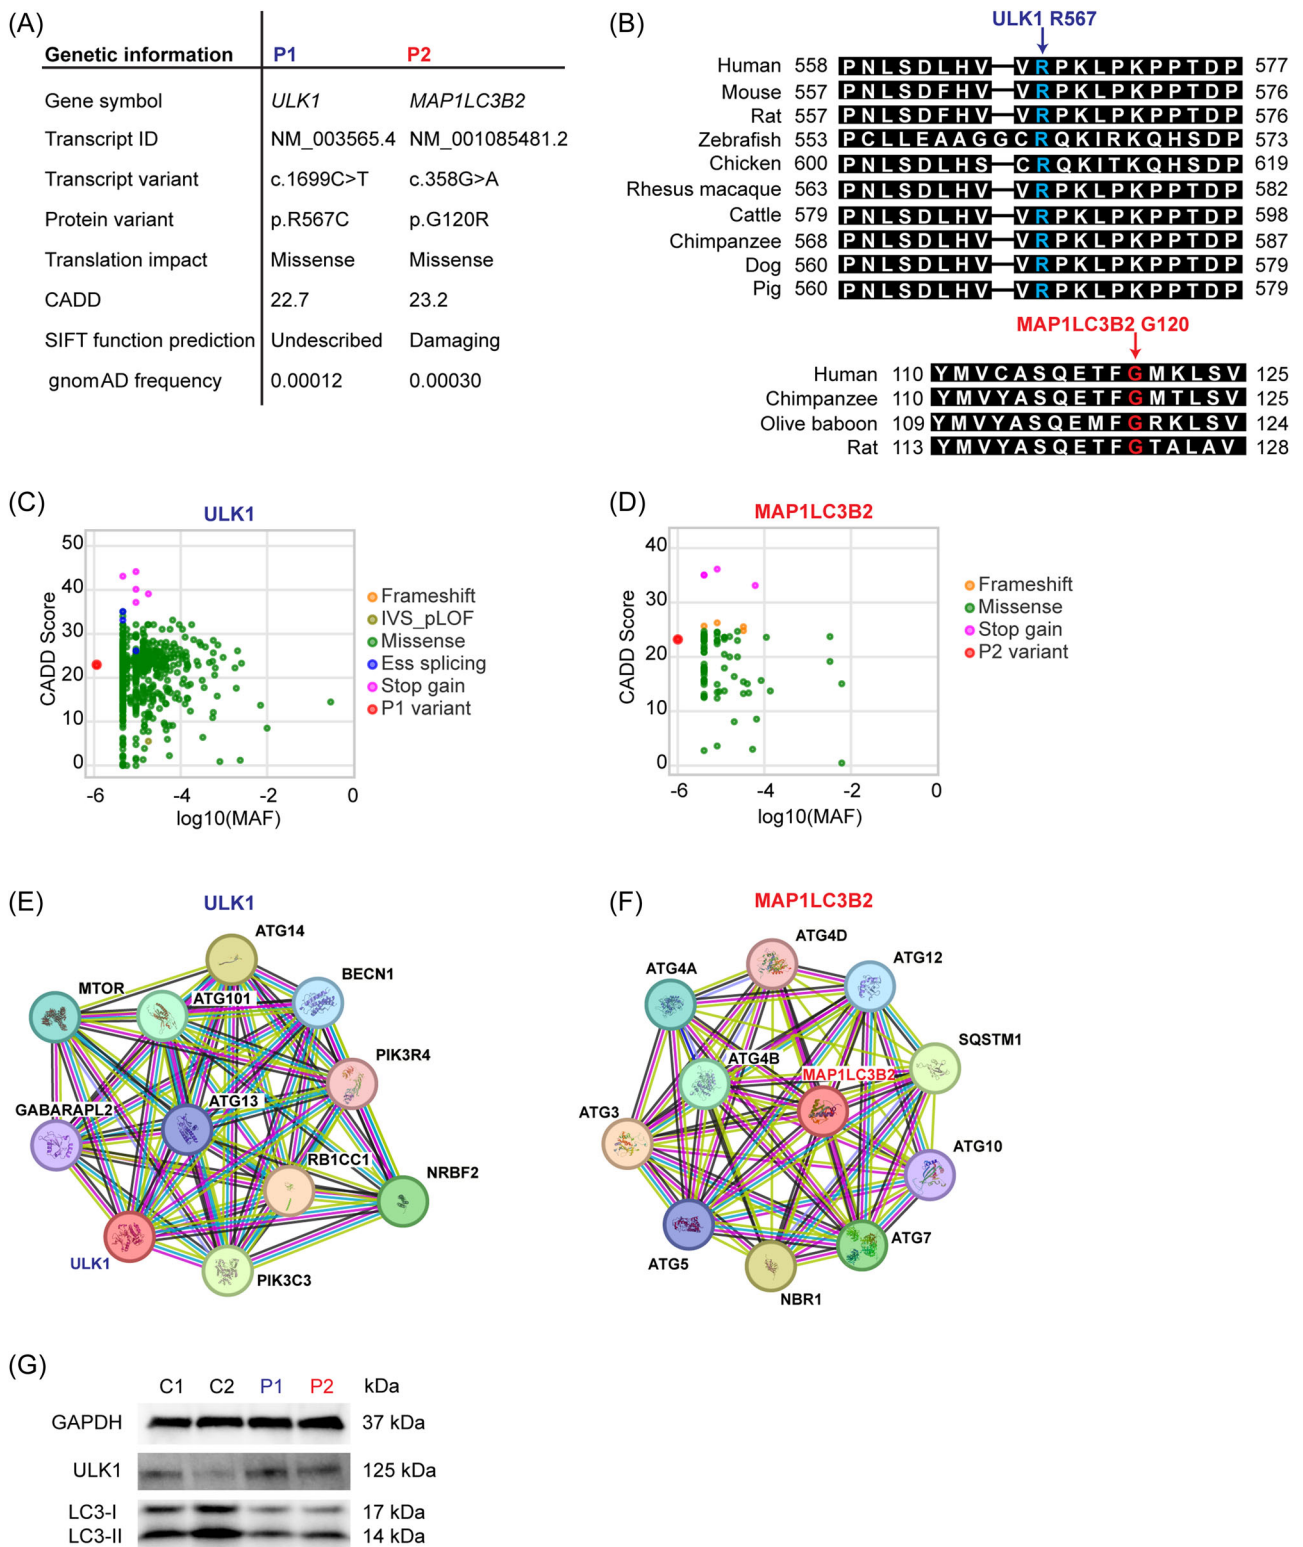 (A)
Genetic information P1 P2
Gene symbol ULK1 MAP1LC3B2
Transcript ID NM_003565.4 NM_001085481.2
Transcript variant c.1699C>T c.358G>A
Protein variant p.R567C p.G120R
Translation impact Missense Missense
CADD 22.7 23.2
SIFT function prediction Undescribed Damaging
gnomAD frequency 0.00012 0.00030
(B)
ULK1 R567
Human 558 PNLSDLHV—VRPKLPKPPTDP 577
Mouse 557 PNLSDFHV—VRPKLPKPPTDP 576
Rat 557 PNLSDFHV—VRPKLPKPPTDP 576
Zebrafish 553 PCLLEAAGGCRQKIRKQHSDP 573
Chicken 600 PNLSDLHS—CRQKITKQHSDP 619
Rhesus macaque 563 PNLSDLHV—VRPKLPKPPTDP 582
Cattle 579 PNLSDLHV—VRPKLPKPPTDP 598
Chimpanzee 568 PNLSDLHV—VRPKLPKPPTDP 587
Dog 560 PNLSDLHV—VRPKLPKPPTDP 579
Pig 560 PNLSDLHV—VRPKLPKPPTDP 579
MAP1LC3B2 G120
Human 110 YMVCASQETFGMKLSV 125
Chimpanzee 110 YMVYASQETFGMTLSV 125
Olive baboon 109 YMVYASQEMFGRKLSV 124
Rat 113 YMVYASQETFGTALAV 128
(C)
ULK1
CADD Score
50
40
30
20
10
0
-6 -4 -2 0
log10(MAF)
Frameshift
IVS_pLOF
Missense
Ess splicing
Stop gain
P1 variant
(D)
MAP1LC3B2
CADD Score
40
30
20
10
0
-6 -4 -2 0
log10(MAF)
Frameshift
Missense
Stop gain
P2 variant
(E)
ULK1
ATG14
BECN1
MTOR
ATG101
PIK3R4
ATG13
GABARAPL2
RB1CC1
NRBF2
ULK1
PIK3C3
(F)
MAP1LC3B2
ATG4D
ATG12
ATG4A
SQSTM1
ATG4B
MAP1LC3B2
ATG3
ATG10
ATG7
ATG5
NBR1
(G)
C1 C2 P1 P2 kDa
GAPDH 37 kDa
ULK1 125 kDa
LC3-I 17 kDa
LC3-II 14 kDa